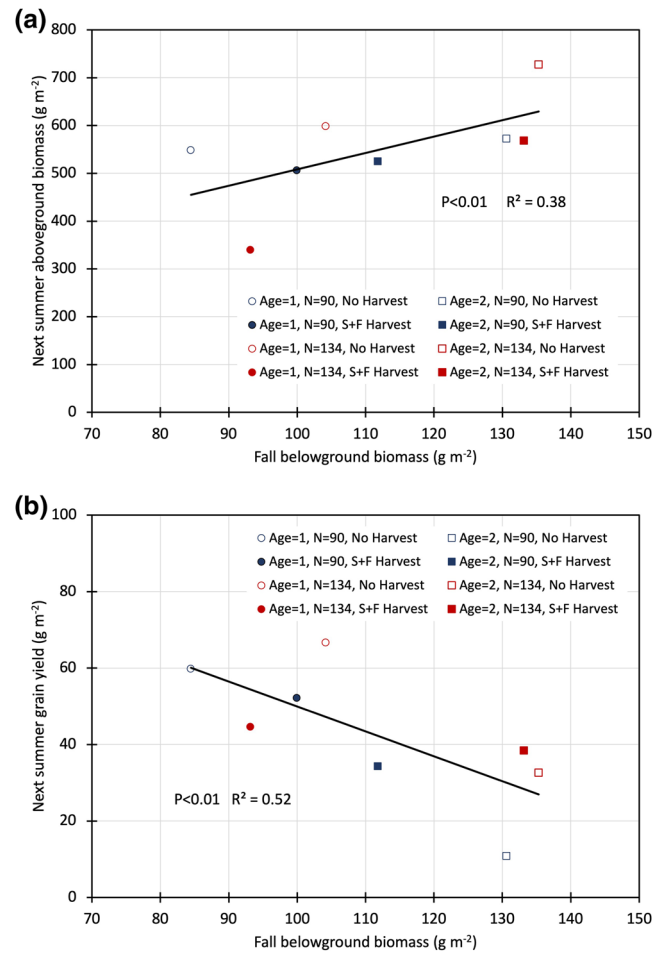 (a)
800
700
600
500
400
300
200
100
0
Next summer aboveground biomass (g m⁻²)
P<0.01 R² = 0.38
Age=1, N=90, No Harvest
Age=2, N=90, No Harvest
Age=1, N=90, S+F Harvest
Age=2, N=90, S+F Harvest
Age=1, N=134, No Harvest
Age=2, N=134, No Harvest
Age=1, N=134, S+F Harvest
Age=2, N=134, S+F Harvest
70 80 90 100 110 120 130 140 150
Fall belowground biomass (g m⁻²)
(b)
100
80
60
40
20
0
Next summer grain yield (g m⁻²)
Age=1, N=90, No Harvest
Age=2, N=90, No Harvest
Age=1, N=90, S+F Harvest
Age=2, N=90, S+F Harvest
Age=1, N=134, No Harvest
Age=2, N=134, No Harvest
Age=1, N=134, S+F Harvest
Age=2, N=134, S+F Harvest
P<0.01 R² = 0.52
70 80 90 100 110 120 130 140 150
Fall belowground biomass (g m⁻²)